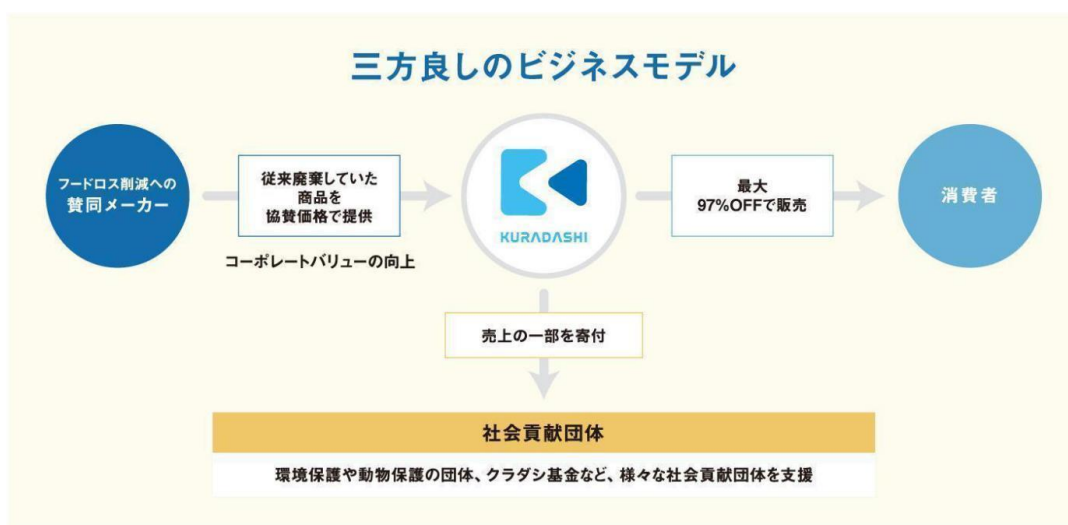 三方良しのビジネスモデル
フードロス削減への
賛同メーカー
従来廃棄していた
商品を
協賛価格で提供
コーポレートバリューの向上
KURADASHI
最大
97%OFFで販売
消費者
売上の一部を寄付
社会貢献団体
環境保護や動物保護の団体、クラダシ基金など、様々な社会貢献団体を支援